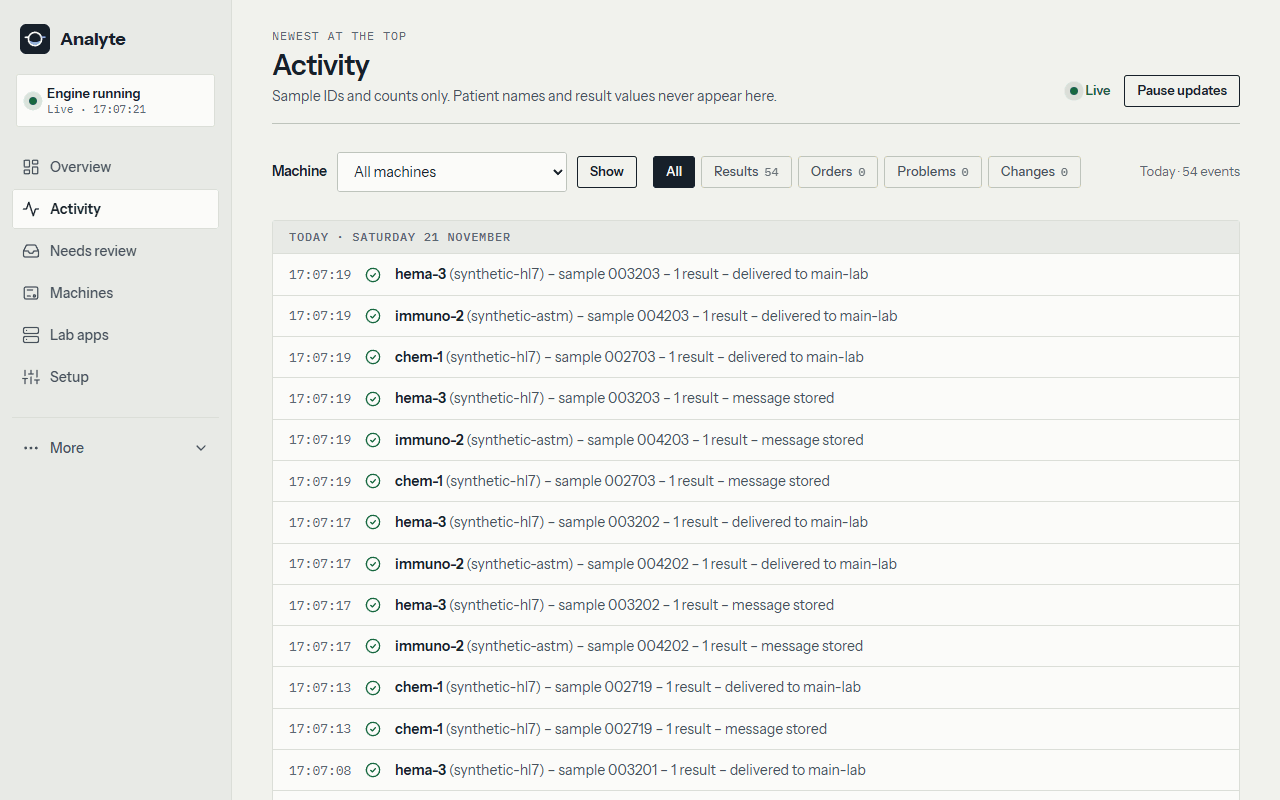 Analyte
Engine running
Live · 17:07:21
Overview
Activity
Needs review
Machines
Lab apps
Setup
More
NEWEST AT THE TOP
Activity
Sample IDs and counts only. Patient names and result values never appear here.
Live
Pause updates
Machine
All machines
Show
All
Results 54
Orders 0
Problems 0
Changes 0
Today · 54 events
TODAY · SATURDAY 21 NOVEMBER
17:07:19 hema-3 (synthetic-hl7) – sample 003203 – 1 result – delivered to main-lab
17:07:19 immuno-2 (synthetic-astm) – sample 004203 – 1 result – delivered to main-lab
17:07:19 chem-1 (synthetic-hl7) – sample 002703 – 1 result – delivered to main-lab
17:07:19 hema-3 (synthetic-hl7) – sample 003203 – 1 result – message stored
17:07:19 immuno-2 (synthetic-astm) – sample 004203 – 1 result – message stored
17:07:19 chem-1 (synthetic-hl7) – sample 002703 – 1 result – message stored
17:07:17 hema-3 (synthetic-hl7) – sample 003202 – 1 result – delivered to main-lab
17:07:17 immuno-2 (synthetic-astm) – sample 004202 – 1 result – delivered to main-lab
17:07:17 hema-3 (synthetic-hl7) – sample 003202 – 1 result – message stored
17:07:17 immuno-2 (synthetic-astm) – sample 004202 – 1 result – message stored
17:07:13 chem-1 (synthetic-hl7) – sample 002719 – 1 result – delivered to main-lab
17:07:13 chem-1 (synthetic-hl7) – sample 002719 – 1 result – message stored
17:07:08 hema-3 (synthetic-hl7) – sample 003201 – 1 result – delivered to main-lab